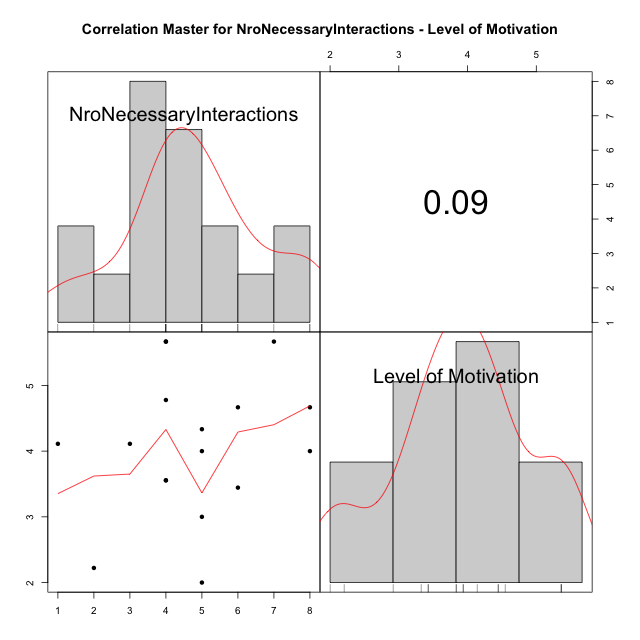 Correlation Master for NroNecessaryInteractions - Level of Motivation
2 3 4 5
NroNecessaryInteractions
0.09
8
7
6
5
4
3
2
1
Level of Motivation
5
4
3
2
1 2 3 4 5 6 7 8